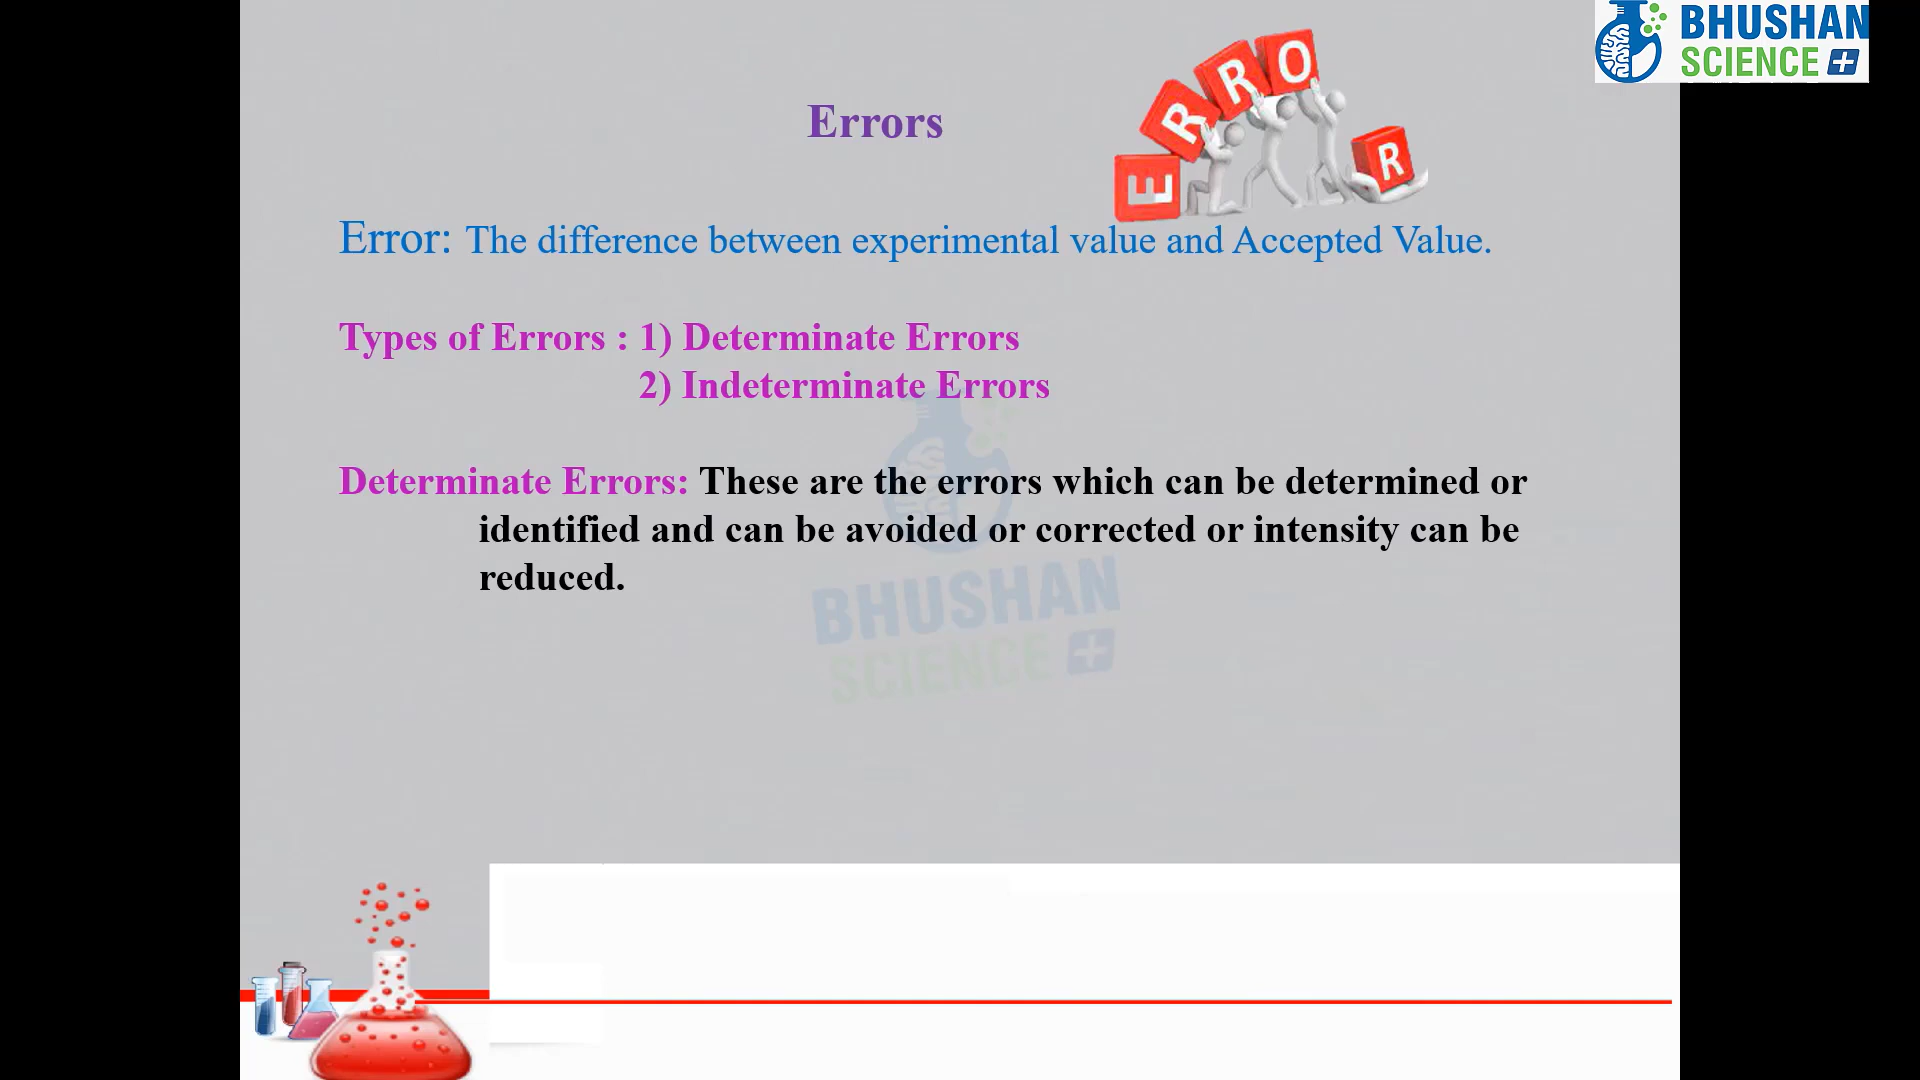 BHUSHAN
SCIENCE
ERROR
Errors
Error: The difference between experimental value and Accepted Value.
Types of Errors : 1) Determinate Errors
2) Indeterminate Errors
Determinate Errors: These are the errors which can be determined or
identified and can be avoided or corrected or intensity can be
reduced.
BHUSHAN
SCIENCE